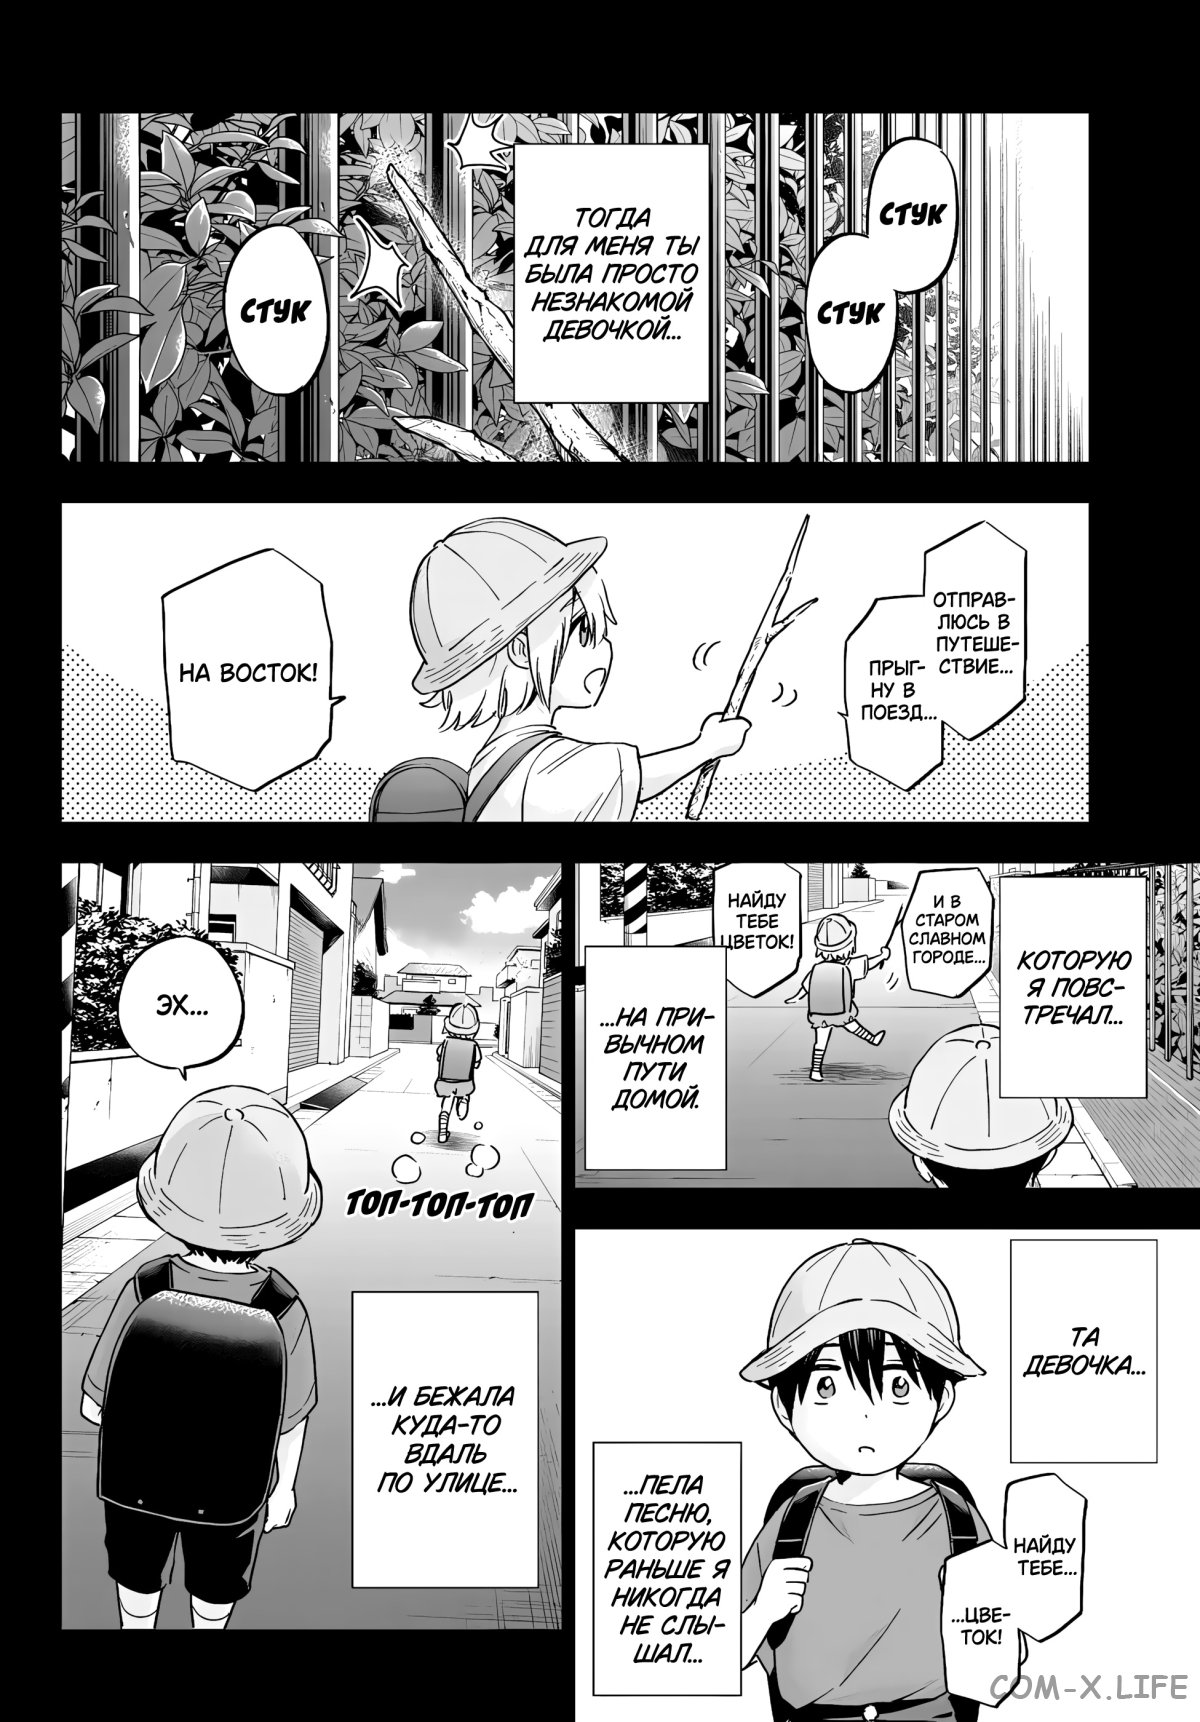 СТУК
СТУК
ТОГДА
ДЛЯ МЕНЯ ТЫ
БЫЛА ПРОСТО
НЕЗНАКОМОЙ
ДЕВОЧКОЙ...
СТУК
ОТПРАВ-
ЛЮСЬ В
ПУТЕШЕ-
СТВИЕ...
ПРЫГ-
НУ В
ПОЕЗД...
НА ВОСТОК!
КОТОРУЮ
Я ПОВС-
ТРЕЧАЛ...
И В
СТАРОМ
СЛАВНОМ
ГОРОДЕ...
НАЙДУ
ТЕБЕ
ЦВЕТОК!
...НА ПРИ-
ВЫЧНОМ
ПУТИ
ДОМОЙ.
ТА
ДЕВОЧКА...
НАЙДУ
ТЕБЕ...
...ЦВЕ-
ТОК!
...ПЕЛА
ПЕСНЮ,
КОТОРУЮ
РАНЬШЕ Я
НИКОГДА
НЕ СЛЫ-
ШАЛ...
ЭХ...
ТОП-ТОП-ТОП
...И БЕЖАЛА
КУДА-ТО
ВДАЛЬ
ПО УЛИЦЕ...
COM-X.LIFE